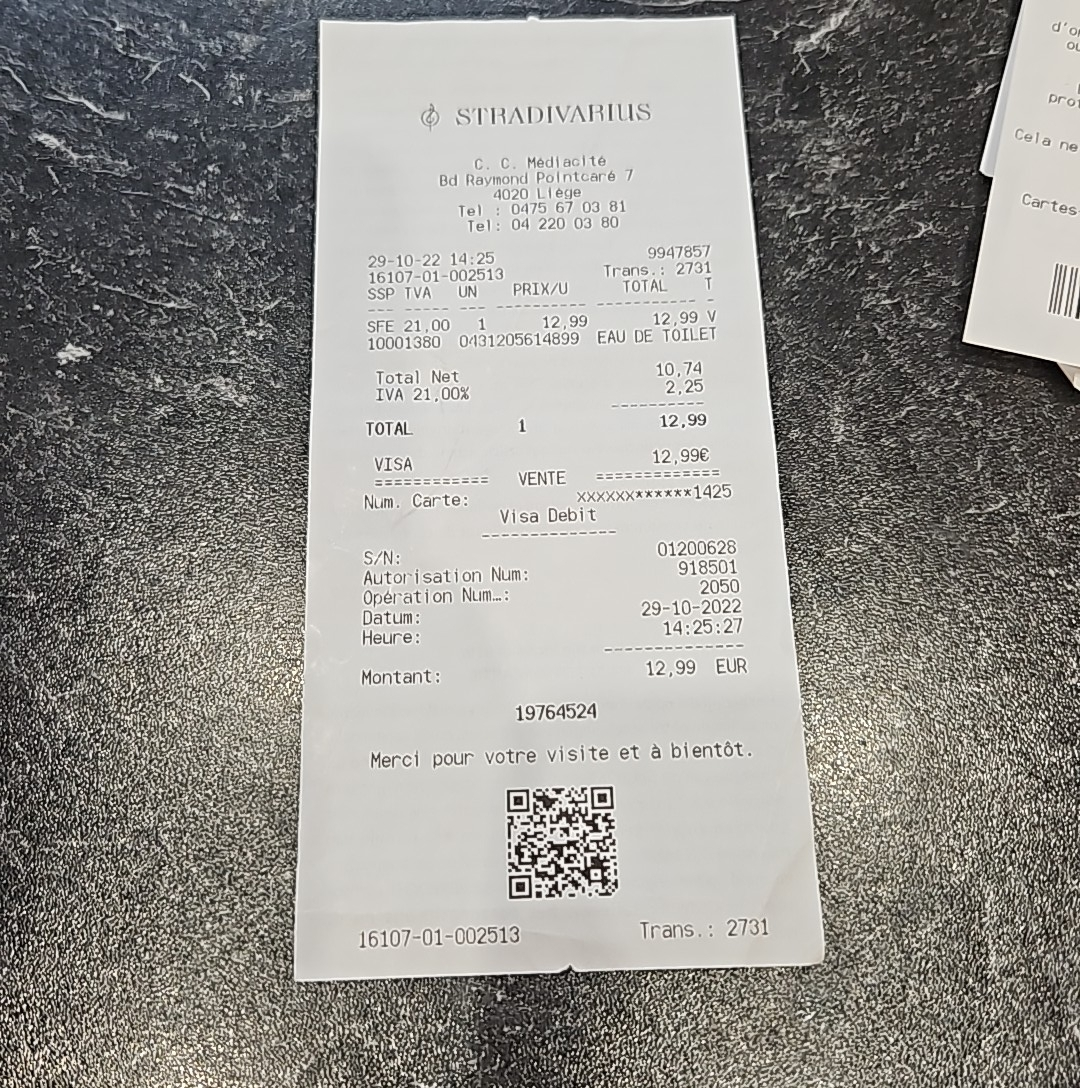 STRADIVARIUS
C. C. Médiacité
Bd Raymond Pointcaré 7
4020 Liège
Tel : 0475 67 03 81
Tel: 04 220 03 80
29-10-22 14:25 9947857
16107-01-002513 Trans.: 2731
SSP TVA UN PRIX/U TOTAL T
--- ----- --- ---------- ------------ -
SFE 21,00 1 12,99 12,99 V
10001380 0431205614899 EAU DE TOILET
Total Net 10,74
IVA 21,00% 2,25
----------
TOTAL 1 12,99
VISA 12,99€
============ VENTE ============
Num. Carte: XXXXXX******1425
Visa Debit
--------------
S/N: 01200628
Autorisation Num: 918501
Opération Num…: 2050
Datum: 29-10-2022
Heure: 14:25:27
--------------
Montant: 12,99 EUR
19764524
Merci pour votre visite et à bientôt.
16107-01-002513 Trans.: 2731
Cela ne
Cartes